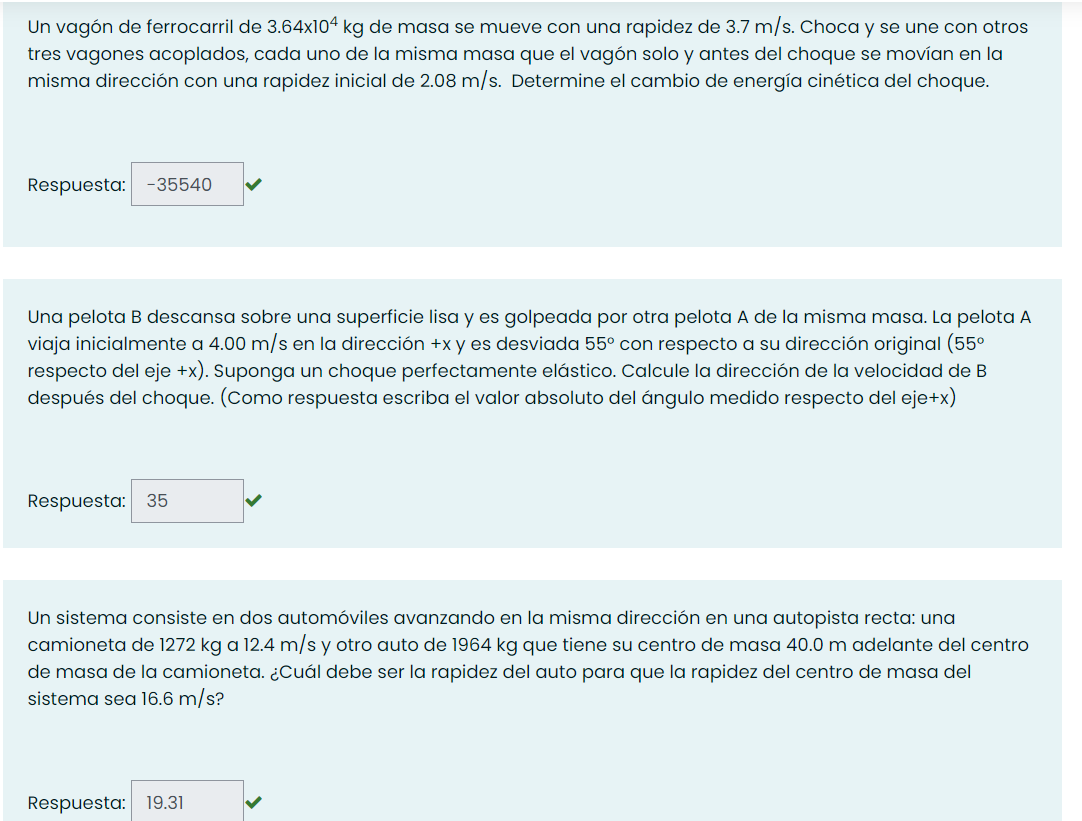 Un vagón de ferrocarril de 3.64x10⁴ kg de masa se mueve con una rapidez de 3.7 m/s. Choca y se une con otros
tres vagones acoplados, cada uno de la misma masa que el vagón solo y antes del choque se movían en la
misma dirección con una rapidez inicial de 2.08 m/s. Determine el cambio de energía cinética del choque.
Respuesta: -35540
Una pelota B descansa sobre una superficie lisa y es golpeada por otra pelota A de la misma masa. La pelota A
viaja inicialmente a 4.00 m/s en la dirección +x y es desviada 55° con respecto a su dirección original (55°
respecto del eje +x). Suponga un choque perfectamente elástico. Calcule la dirección de la velocidad de B
después del choque. (Como respuesta escriba el valor absoluto del ángulo medido respecto del eje+x)
Respuesta: 35
Un sistema consiste en dos automóviles avanzando en la misma dirección en una autopista recta: una
camioneta de 1272 kg a 12.4 m/s y otro auto de 1964 kg que tiene su centro de masa 40.0 m adelante del centro
de masa de la camioneta. ¿Cuál debe ser la rapidez del auto para que la rapidez del centro de masa del
sistema sea 16.6 m/s?
Respuesta: 19.31